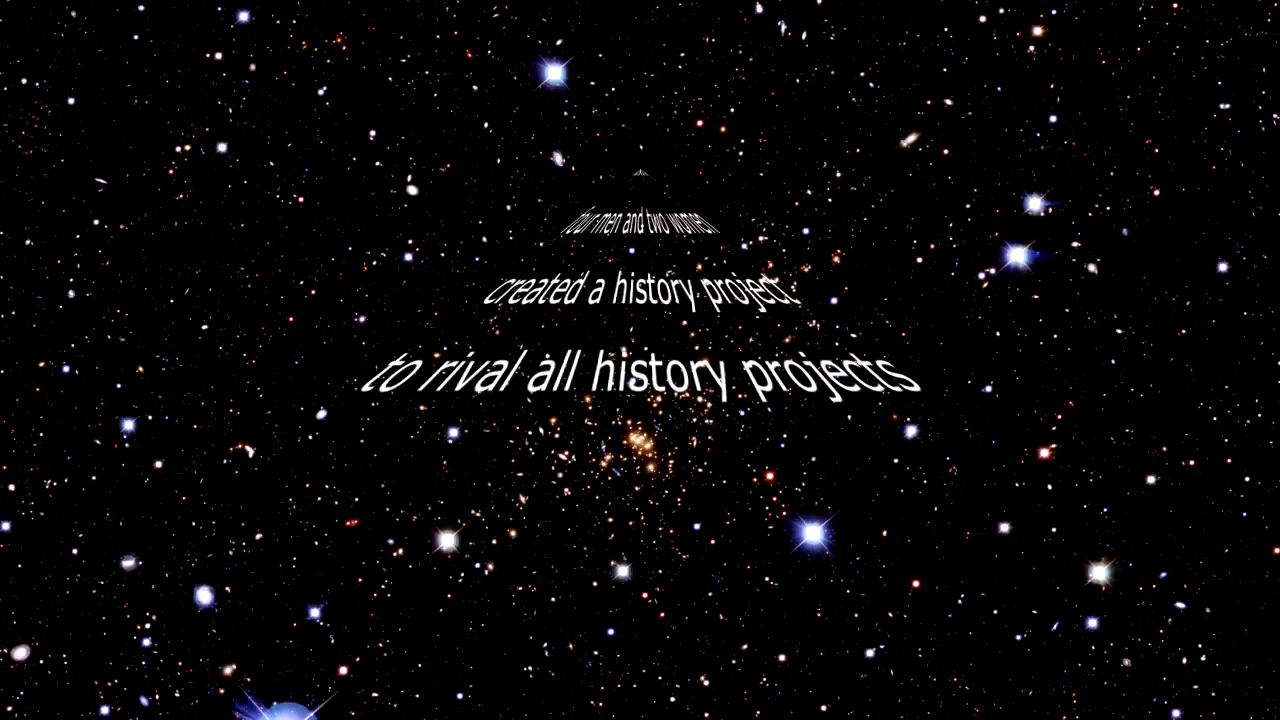 four men and two women
created a history project
to rival all history projects